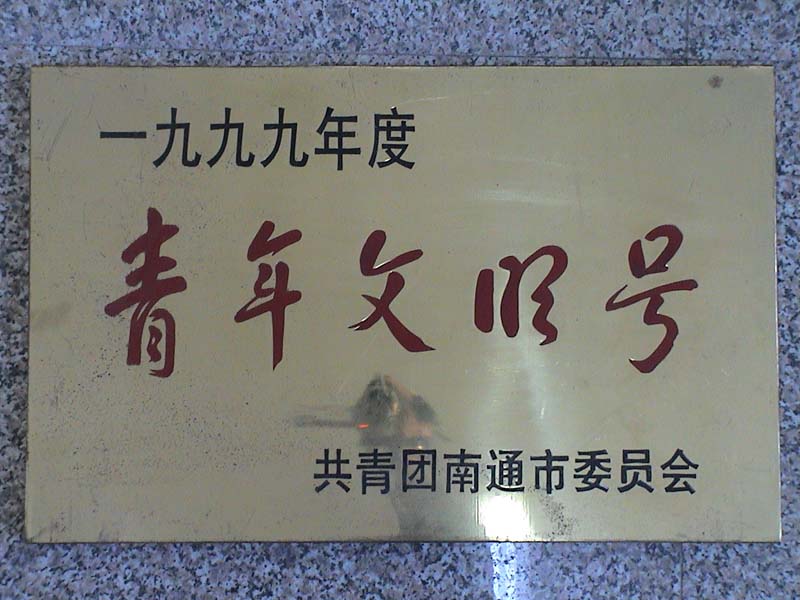 一九九九年度
青年文明号
共青团南通市委员会